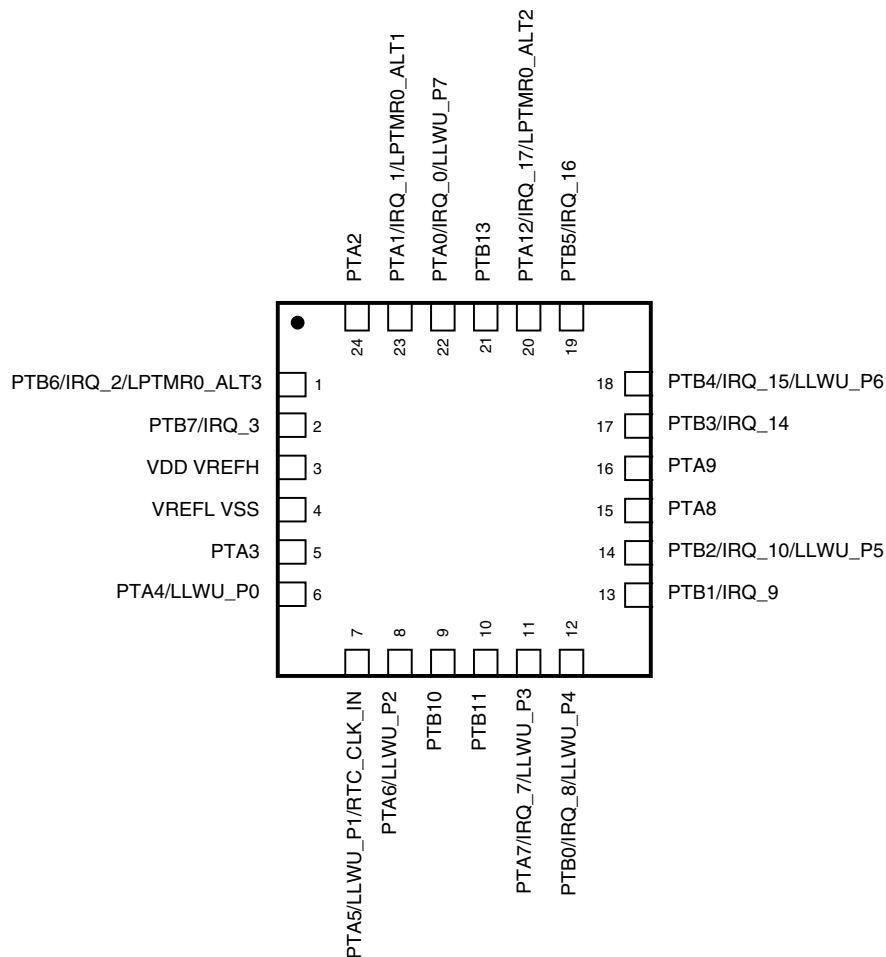 PTA2
PTA1/IRQ_1/LPTMR0_ALT1
PTA0/IRQ_0/LLWU_P7
PTB13
PTA12/IRQ_17/LPTMR0_ALT2
PTB5/IRQ_16
24
23
22
21
20
19
PTB6/IRQ_2/LPTMR0_ALT3
1
PTB7/IRQ_3
2
VDD VREFH
3
VREFL VSS
4
PTA3
5
PTA4/LLWU_P0
6
18
PTB4/IRQ_15/LLWU_P6
17
PTB3/IRQ_14
16
PTA9
15
PTA8
14
PTB2/IRQ_10/LLWU_P5
13
PTB1/IRQ_9
7
8
9
10
11
12
PTA5/LLWU_P1/RTC_CLK_IN
PTA6/LLWU_P2
PTB10
PTB11
PTA7/IRQ_7/LLWU_P3
PTB0/IRQ_8/LLWU_P4